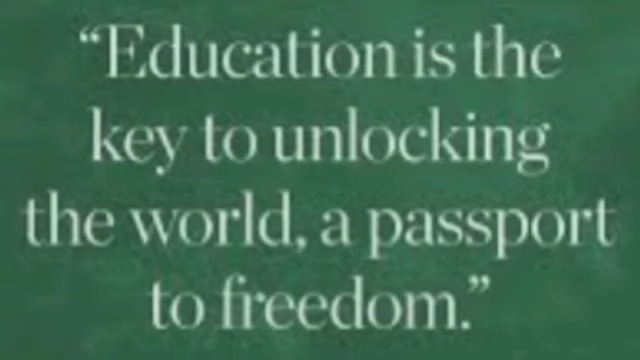 “Education is the
key to unlocking
the world, a passport
to freedom.”